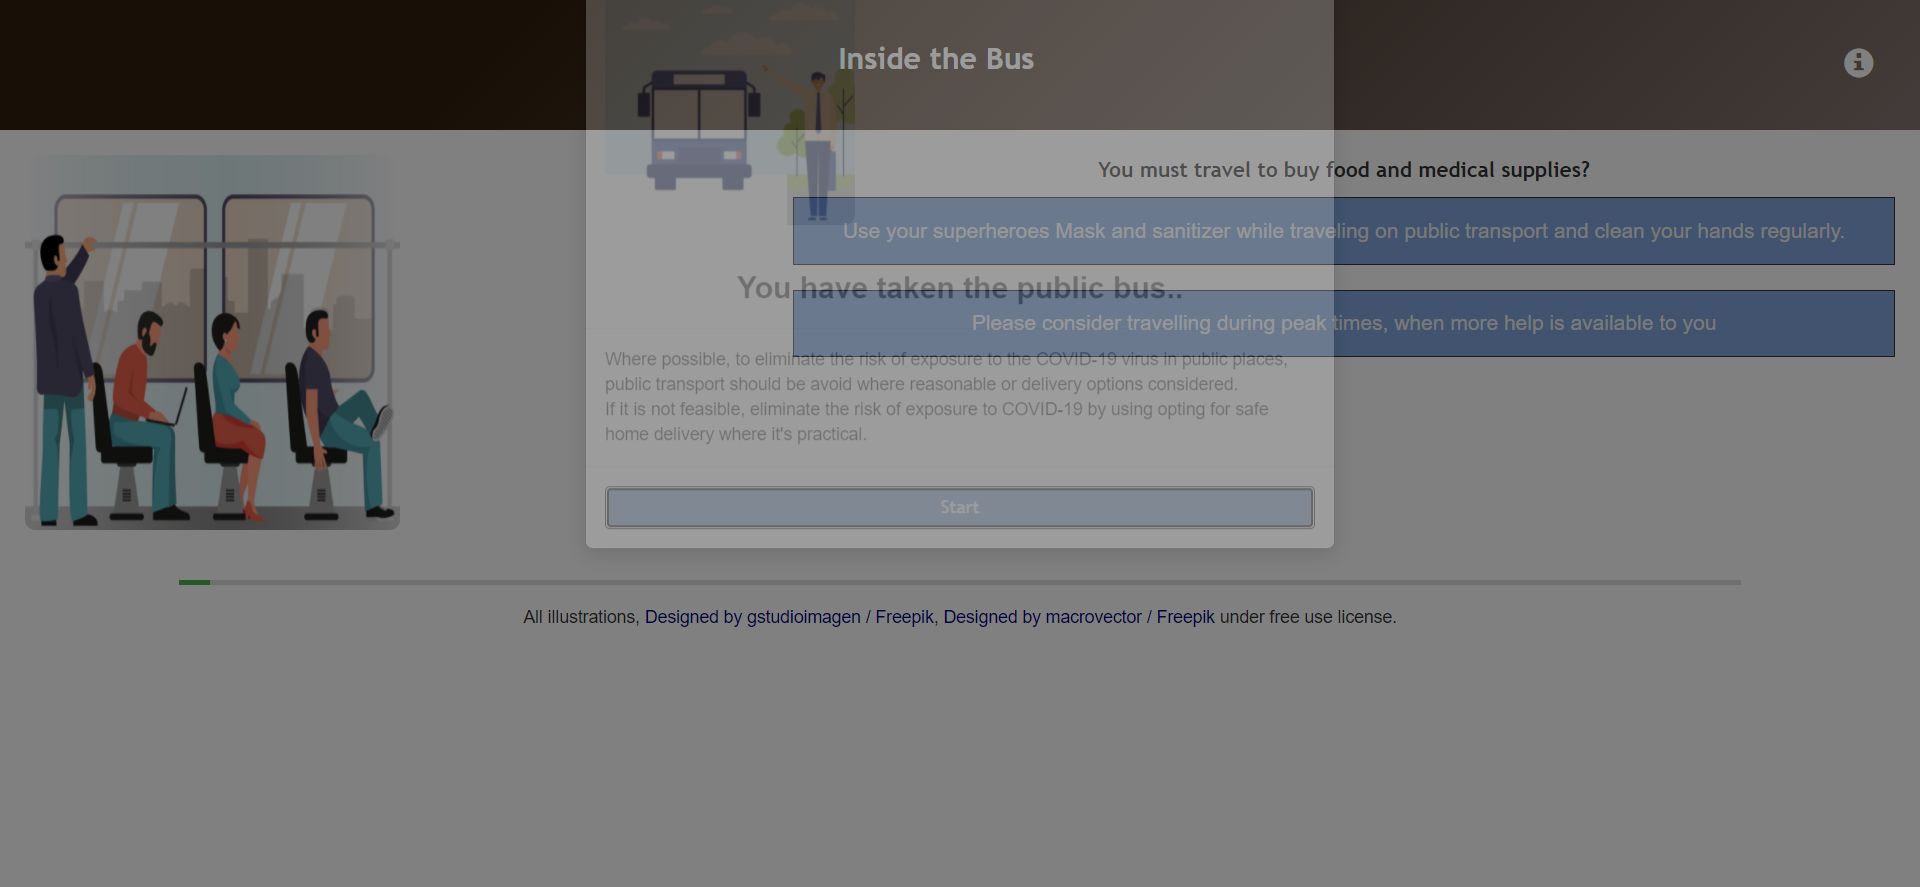 Inside the Bus
You must travel to buy food and medical supplies?
Use your superheroes Mask and sanitizer while traveling on public transport and clean your hands regularly.
You have taken the public bus..
Please consider travelling during peak times, when more help is available to you
Where possible, to eliminate the risk of exposure to the COVID-19 virus in public places,
public transport should be avoid where reasonable or delivery options considered.
If it is not feasible, eliminate the risk of exposure to COVID-19 by using opting for safe
home delivery where it's practical.
Start
All illustrations, Designed by gstudioimagen / Freepik, Designed by macrovector / Freepik under free use license.